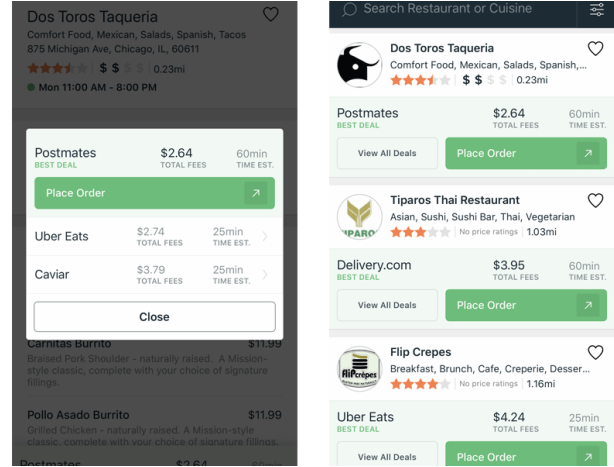 Dos Toros Taqueria
Comfort Food, Mexican, Salads, Spanish, Tacos
875 Michigan Ave, Chicago, IL, 60611
$ $ $ $ 0.23mi
Mon 11:00 AM - 8:00 PM
Postmates $2.64 60min
BEST DEAL TOTAL FEES TIME EST.
Place Order
Uber Eats $2.74 25min
TOTAL FEES TIME EST.
Caviar $3.79 25min
TOTAL FEES TIME EST.
Close
Carnitas Burrito $11.99
Braised Pork Shoulder - naturally raised. A Mission-
style classic, complete with your choice of signature
fillings.
Pollo Asado Burrito $11.99
Grilled Chicken - naturally raised. A Mission-style
classic, complete with your choice of signature fillings.
Postmates $2.64 60min
Search Restaurant or Cuisine
Dos Toros Taqueria
Comfort Food, Mexican, Salads, Spanish,...
$ $ $ $ 0.23mi
Postmates $2.64 60min
BEST DEAL TOTAL FEES TIME EST.
View All Deals Place Order
Tiparos Thai Restaurant
Asian, Sushi, Sushi Bar, Thai, Vegetarian
TIPARO No price ratings 1.03mi
Delivery.com $3.95 60min
BEST DEAL TOTAL FEES TIME EST.
View All Deals Place Order
Flip Crepes
Breakfast, Brunch, Cafe, Creperie, Desser...
FliPcrêpes No price ratings 1.16mi
Uber Eats $4.24 25min
BEST DEAL TOTAL FEES TIME EST.
View All Deals Place Order